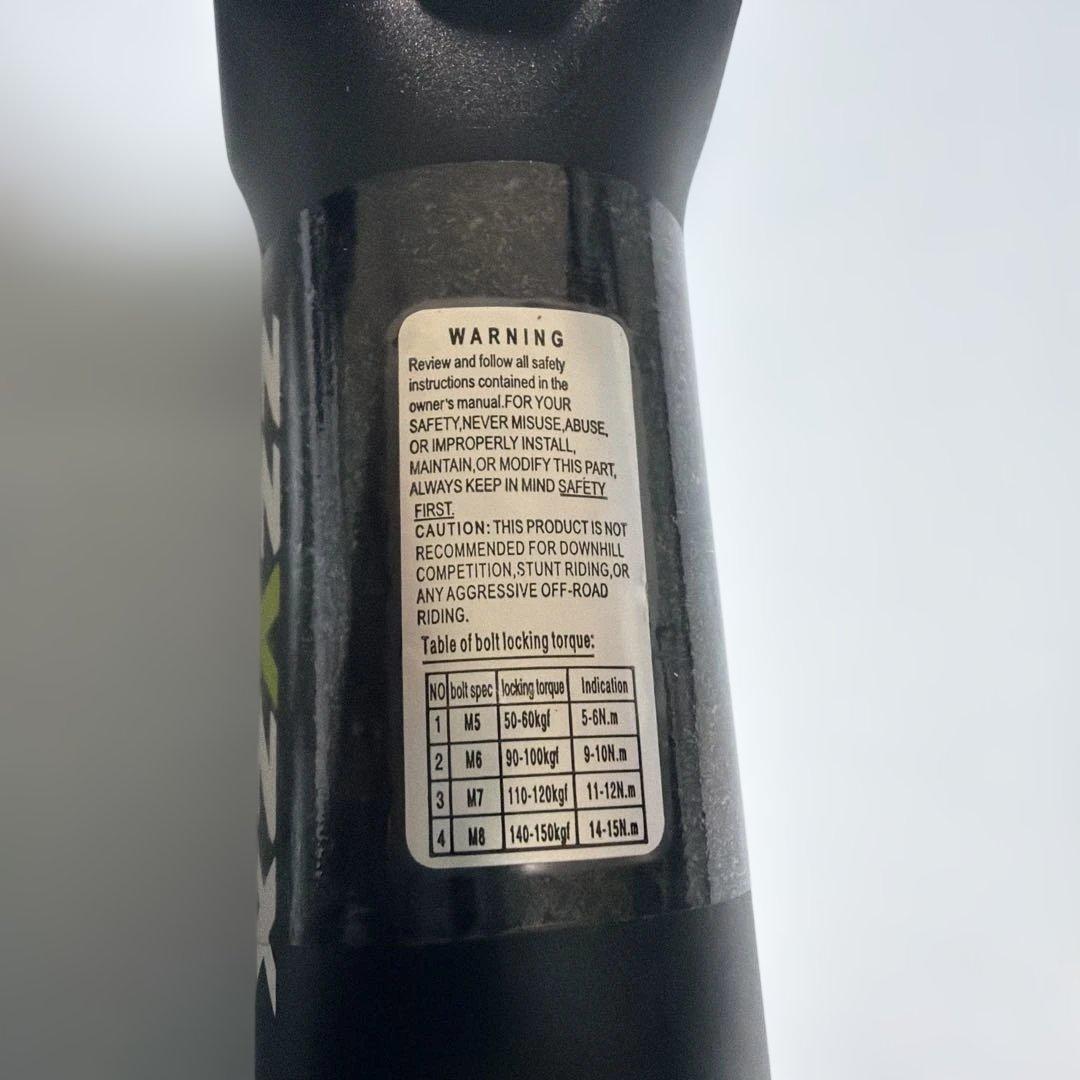 WARNING
Review and follow all safety
instructions contained in the
owner's manual.FOR YOUR
SAFETY,NEVER MISUSE,ABUSE,
OR IMPROPERLY INSTALL,
MAINTAIN,OR MODIFY THIS PART,
ALWAYS KEEP IN MIND SAFETY
FIRST.
CAUTION: THIS PRODUCT IS NOT
RECOMMENDED FOR DOWNHILL
COMPETITION,STUNT RIDING,OR
ANY AGGRESSIVE OFF-ROAD
RIDING.
Table of bolt locking torque:
NO bolt spec locking torque Indication
1 M5 50-60kgf 5-6N.m
2 M6 90-100kgf 9-10N.m
3 M7 110-120kgf 11-12N.m
4 M8 140-150kgf 14-15N.m